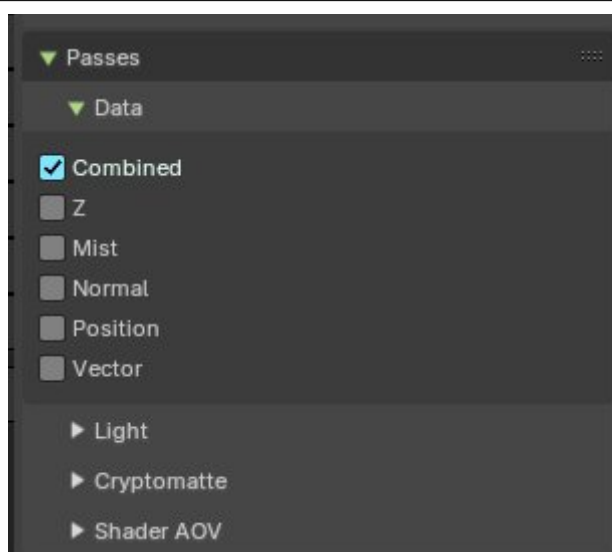 Passes
Data
Combined
Z
Mist
Normal
Position
Vector
Light
Cryptomatte
Shader AOV